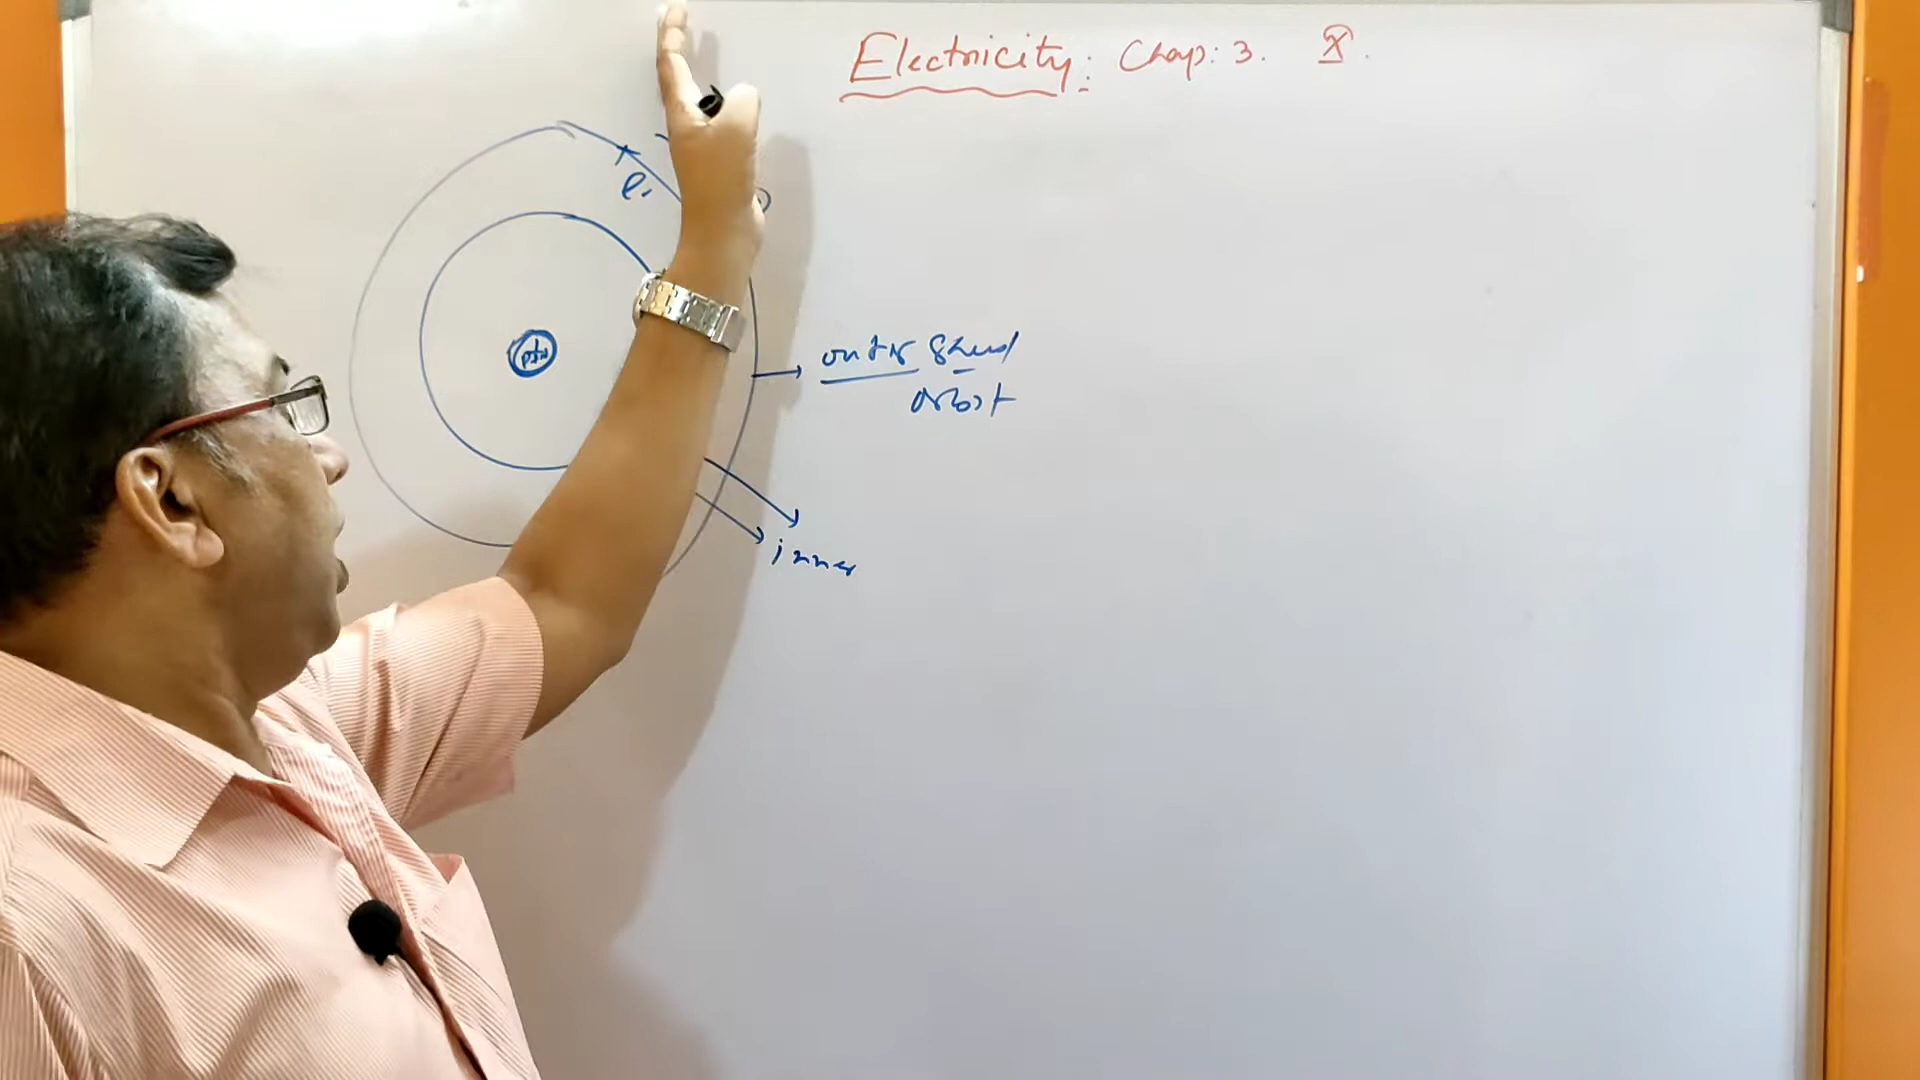 Electricity: Chap: 3. X.
e-
p+n
outer shell
orbit
inner